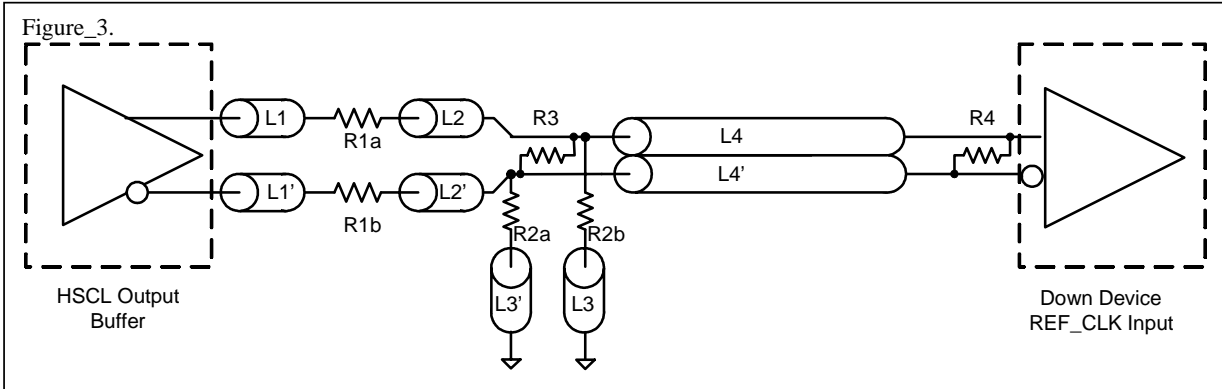 Figure_3.
L1
R1a
L2
R3
L4
R4
L1'
R1b
L2'
L4'
R2a
R2b
L3'
L3
HSCL Output
Buffer
Down Device
REF_CLK Input